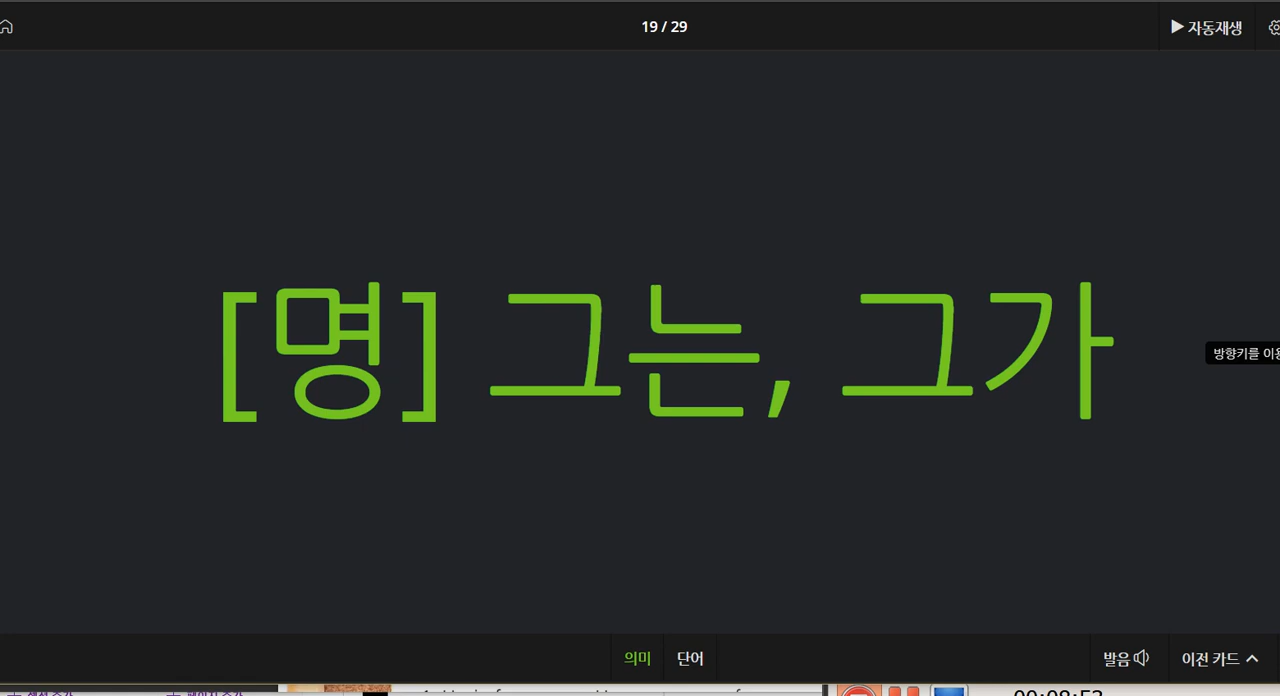 19 / 29
▶ 자동재생
[명] 그는, 그가
방향키를 이용
의미
단어
발음
이전 카드